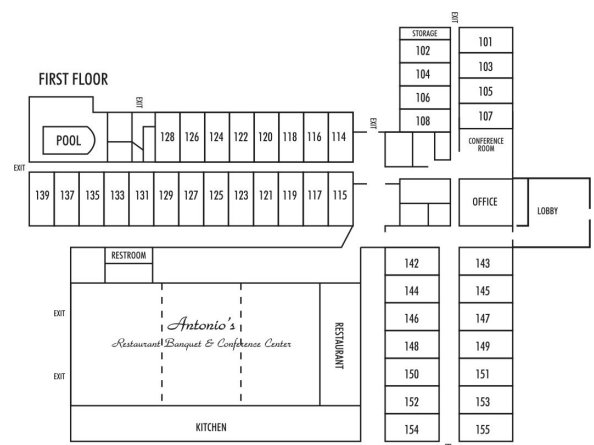 EXIT
STORAGE
101
102
103
FIRST FLOOR
104
105
EXIT
106
107
EXIT
108
128 126 124 122 120 118 116 114
POOL
CONFERENCE
ROOM
EXIT
139 137 135 133 131 129 127 125 123 121 119 117 115
OFFICE
LOBBY
RESTROOM
142 143
144 145
EXIT
146 147
Antonio's
Restaurant Banquet & Conference Center
RESTAURANT
148 149
EXIT
150 151
152 153
KITCHEN
154 155